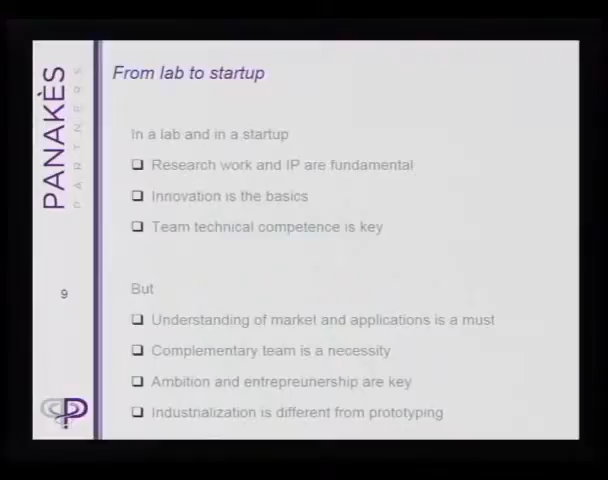 PANAKÈS
PARTNERS
From lab to startup
In a lab and in a startup
Research work and IP are fundamental
Innovation is the basics
Team technical competence is key
9
But
Understanding of market and applications is a must
Complementary team is a necessity
Ambition and entrepreunership are key
Industrialization is different from prototyping